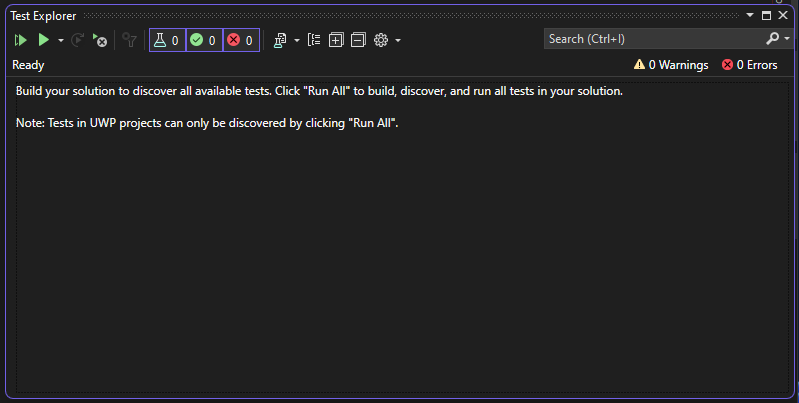 Test Explorer
0 0 0 Search (Ctrl+I)
Ready 0 Warnings 0 Errors
Build your solution to discover all available tests. Click "Run All" to build, discover, and run all tests in your solution.
Note: Tests in UWP projects can only be discovered by clicking "Run All".